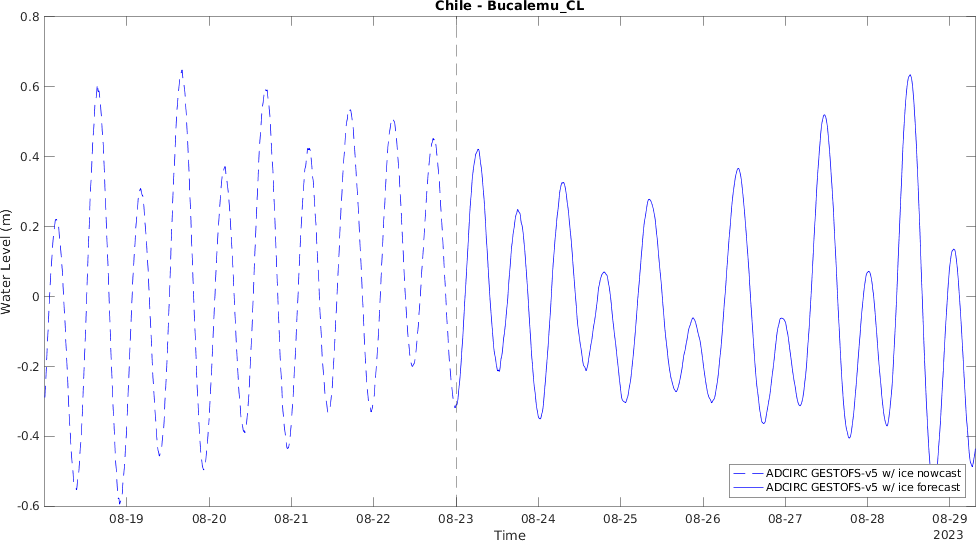 Chile - Bucalemu_CL
Water Level (m)
0.8
0.6
0.4
0.2
0
-0.2
-0.4
-0.6
ADCIRC GESTOFS-v5 w/ ice nowcast
ADCIRC GESTOFS-v5 w/ ice forecast
08-19 08-20 08-21 08-22 08-23 08-24 08-25 08-26 08-27 08-28 08-29
Time
2023